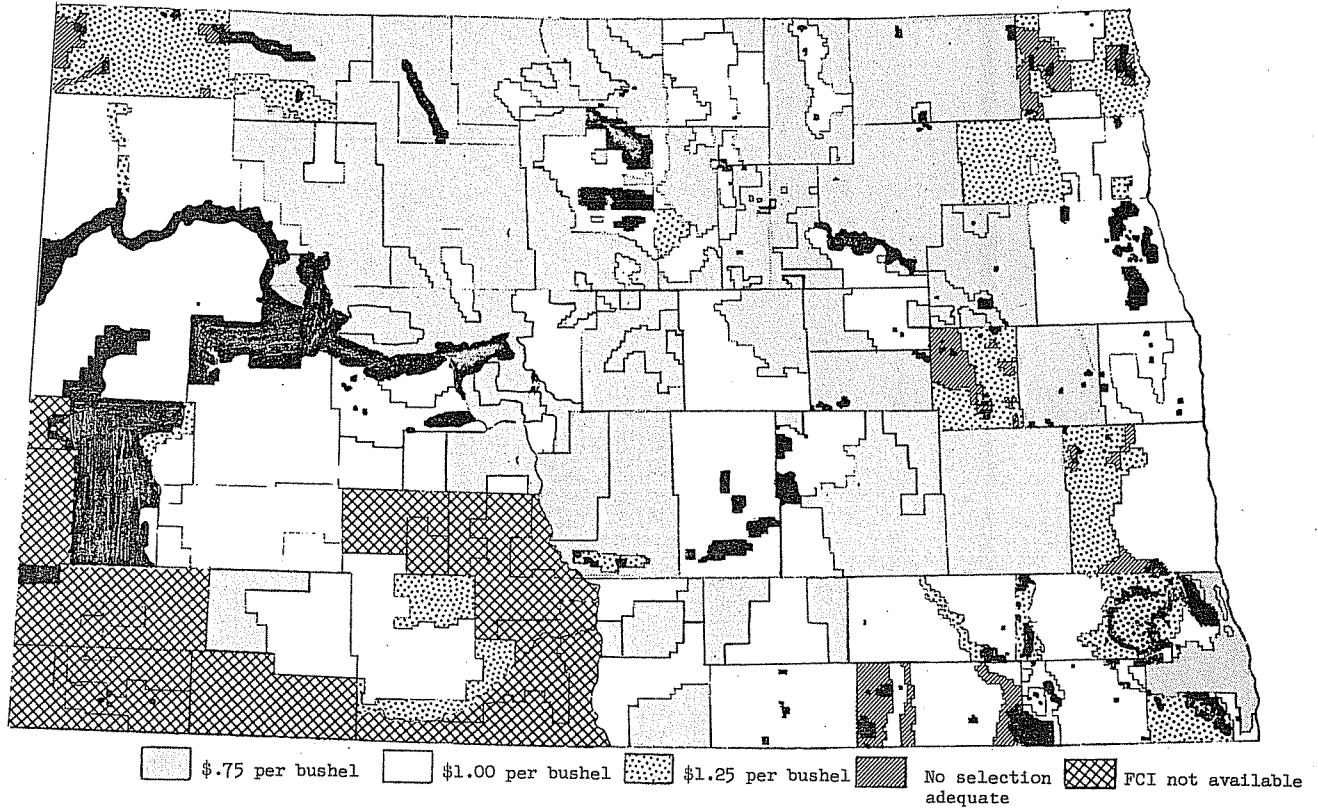 $.75 per bushel
$1.00 per bushel
$1.25 per bushel
No selection
adequate
FCI not available